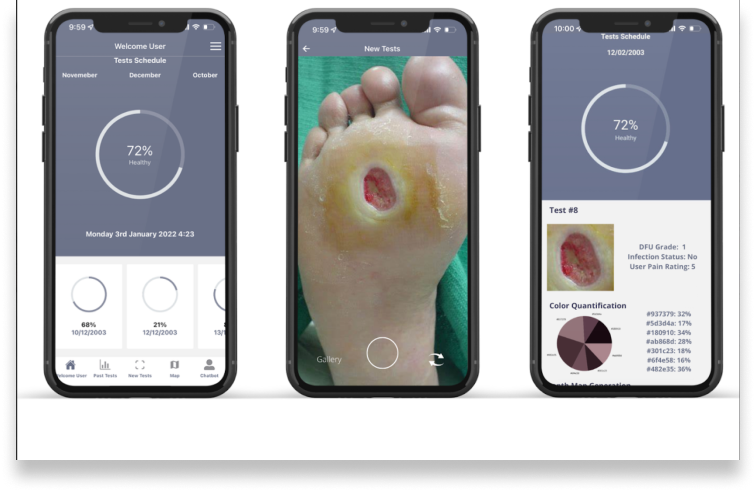 9:59
Welcome User
Tests Schedule
Novemeber December October
72%
Healthy
Monday 3rd January 2022 4:23
68%
10/12/2003
21%
12/12/2003
13/1
Welcome User Past Tests New Tests Map Chatbot
9:59
New Tests
Gallery
10:00
Tests Schedule
12/02/2003
72%
Healthy
Test #8
DFU Grade: 1
Infection Status: No
User Pain Rating: 5
Color Quantification
#937379: 32%
#5d3d4a: 17%
#180910: 34%
#ab868d: 28%
#301c23: 18%
#6f4e58: 16%
#482e35: 36%